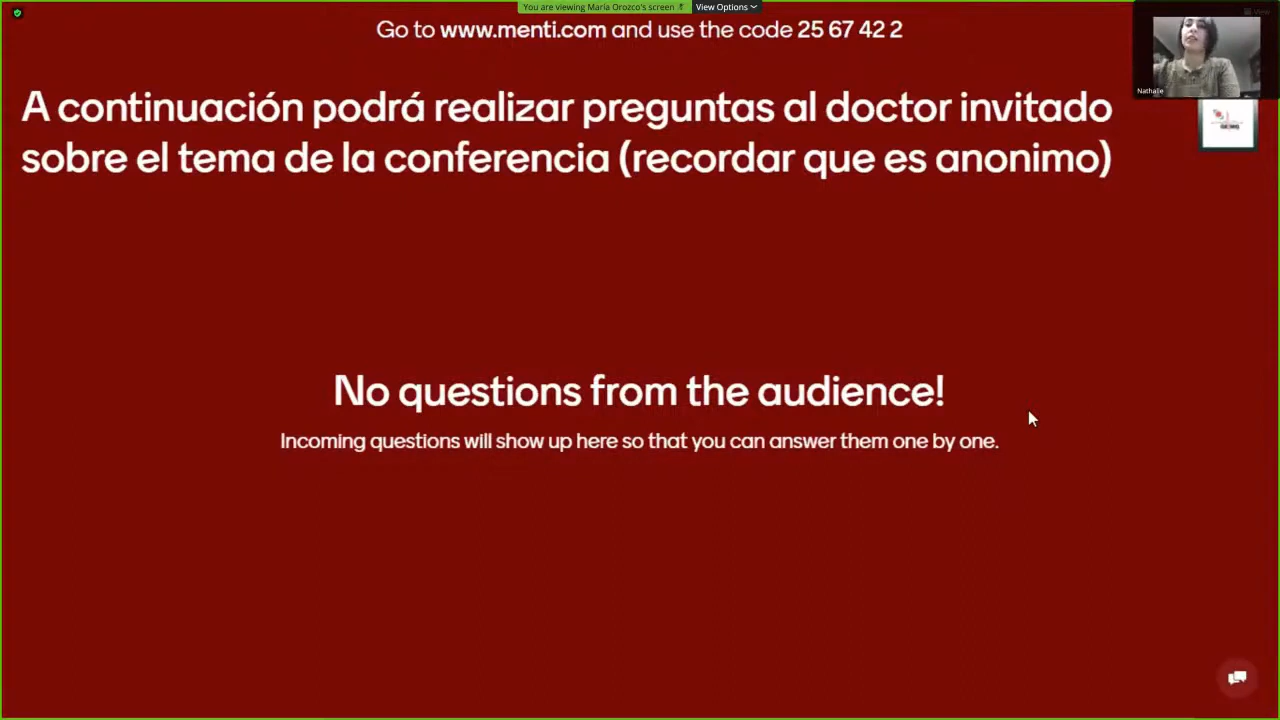 You are viewing María Orozco's screen
View Options
View
Go to www.menti.com and use the code 25 67 42 2
Nathalie
A continuación podrá realizar preguntas al doctor invitado
sobre el tema de la conferencia (recordar que es anonimo)
No questions from the audience!
Incoming questions will show up here so that you can answer them one by one.